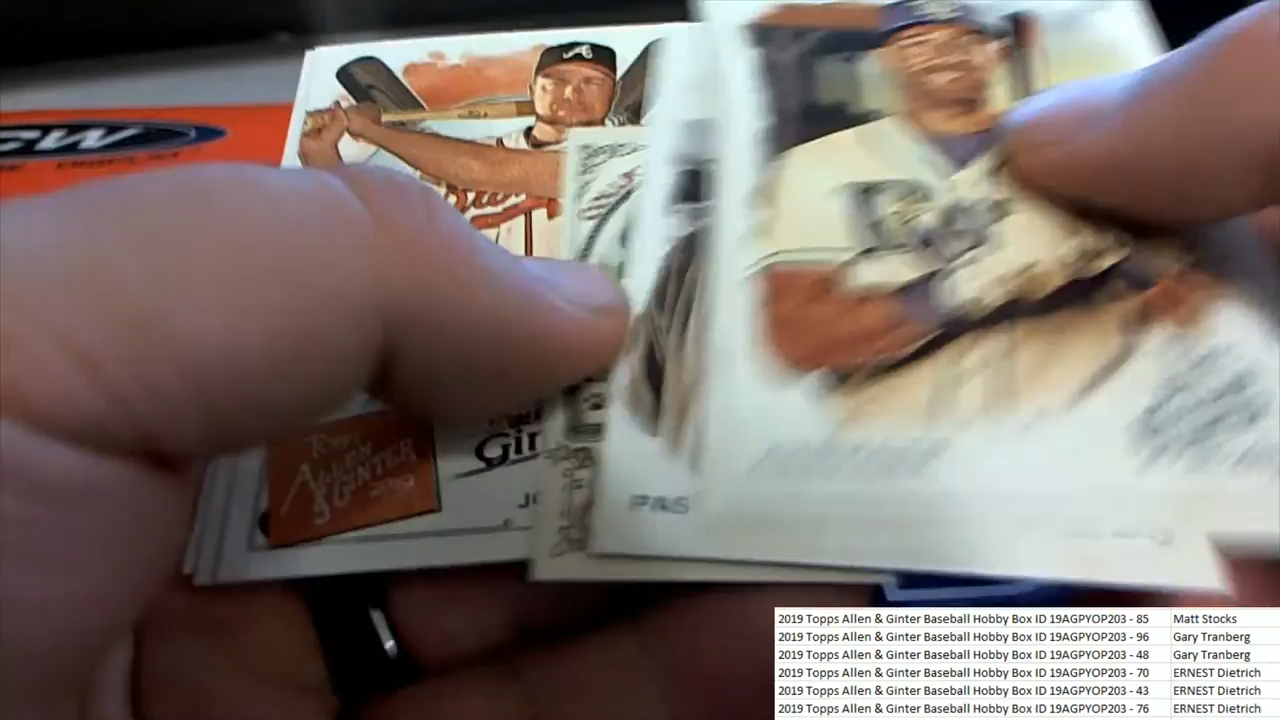 CW
Topps
ALLEN
& GINTER
2019
Gin
JO
PAS
2019 Topps Allen & Ginter Baseball Hobby Box ID 19AGPYOP203 - 85 Matt Stocks
2019 Topps Allen & Ginter Baseball Hobby Box ID 19AGPYOP203 - 96 Gary Tranberg
2019 Topps Allen & Ginter Baseball Hobby Box ID 19AGPYOP203 - 48 Gary Tranberg
2019 Topps Allen & Ginter Baseball Hobby Box ID 19AGPYOP203 - 70 ERNEST Dietrich
2019 Topps Allen & Ginter Baseball Hobby Box ID 19AGPYOP203 - 43 ERNEST Dietrich
2019 Topps Allen & Ginter Baseball Hobby Box ID 19AGPYOP203 - 76 ERNEST Dietrich